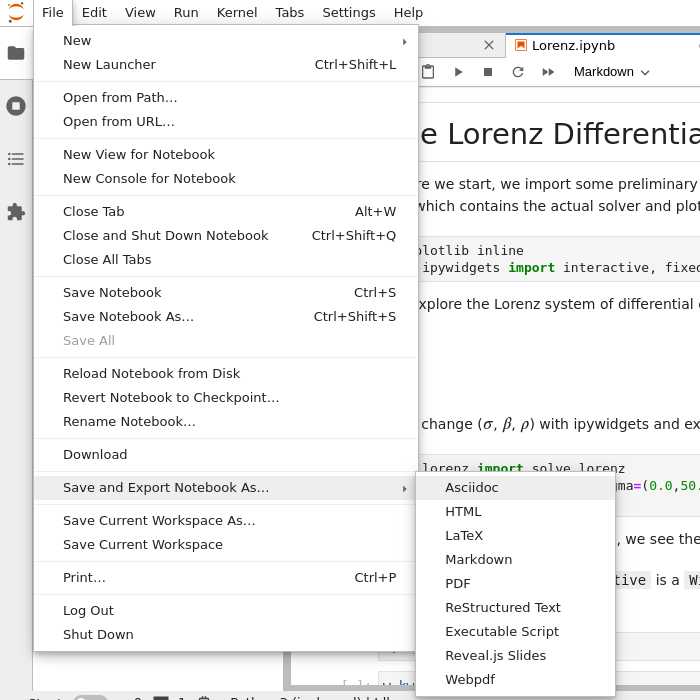 File Edit View Run Kernel Tabs Settings Help
New
New Launcher Ctrl+Shift+L
Open from Path…
Open from URL…
New View for Notebook
New Console for Notebook
Close Tab Alt+W
Close and Shut Down Notebook Ctrl+Shift+Q
Close All Tabs
Save Notebook Ctrl+S
Save Notebook As… Ctrl+Shift+S
Save All
Reload Notebook from Disk
Revert Notebook to Checkpoint…
Rename Notebook…
Download
Save and Export Notebook As…
Save Current Workspace As…
Save Current Workspace
Print… Ctrl+P
Log Out
Shut Down
Asciidoc
HTML
LaTeX
Markdown
PDF
ReStructured Text
Executable Script
Reveal.js Slides
Webpdf
Lorenz.ipynb
Markdown
e Lorenz Differentia
re we start, we import some preliminary
which contains the actual solver and plot
plotlib inline
ipywidgets import interactive, fixed
xplore the Lorenz system of differential
change (σ, β, ρ) with ipywidgets and ex
lorenz import solve_lorenz
ma=(0.0,50.
, we see the
tive is a Wi
[ ]: